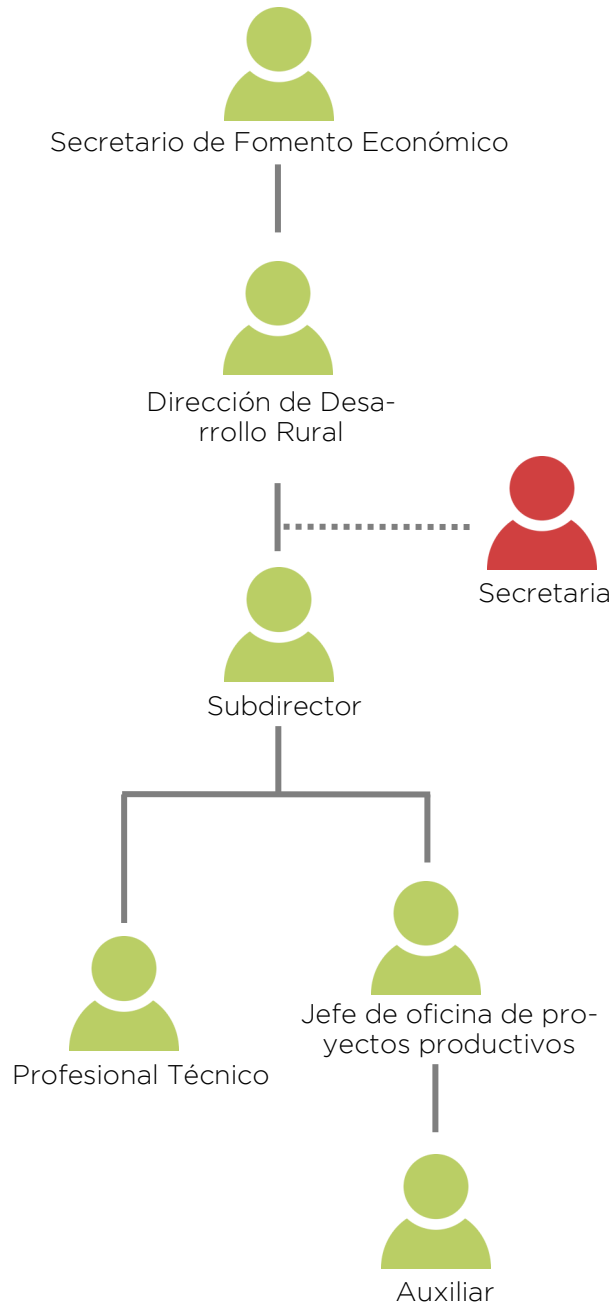 Secretario de Fomento Económico
Dirección de Desa-
rrollo Rural
Secretaria
Subdirector
Jefe de oficina de pro-
yectos productivos
Profesional Técnico
Auxiliar